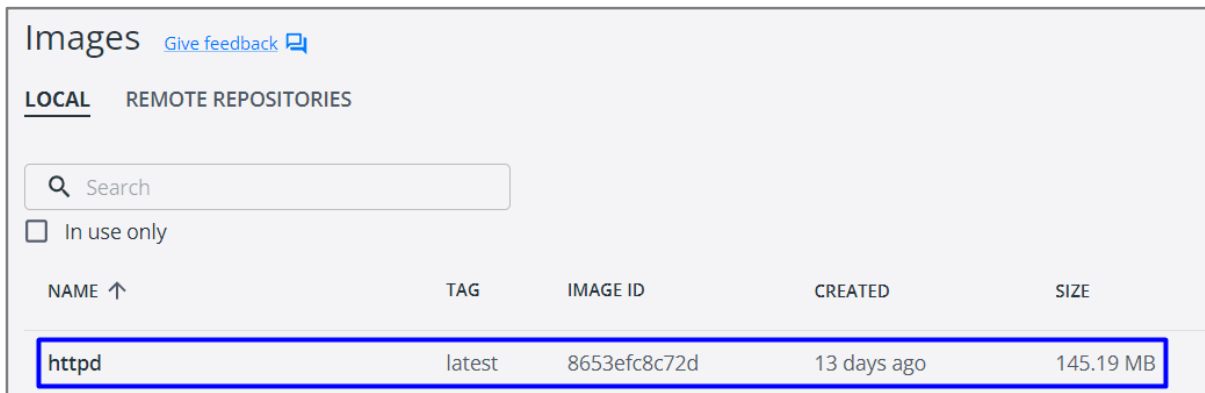 Images Give feedback
LOCAL REMOTE REPOSITORIES
Search
In use only
NAME ↑ TAG IMAGE ID CREATED SIZE
httpd latest 8653efc8c72d 13 days ago 145.19 MB